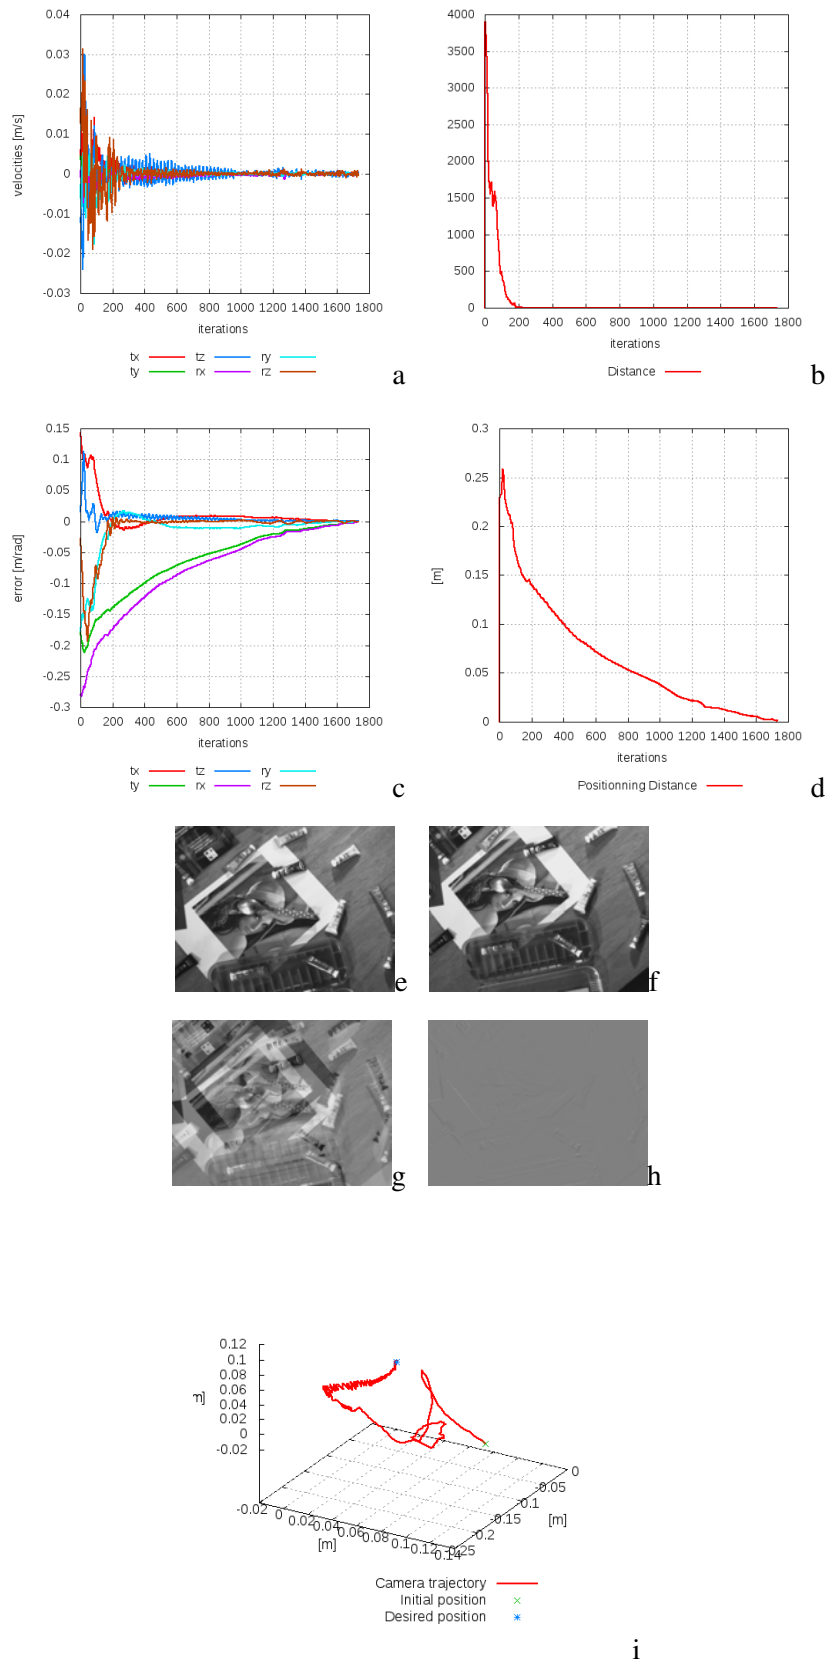 0.04
0.03
0.02
0.01
0
-0.01
-0.02
-0.03
velocities [m/s]
0 200 400 600 800 1000 1200 1400 1600 1800
iterations
tx tz ry
ty rx rz
a
4000
3500
3000
2500
2000
1500
1000
500
0
0 200 400 600 800 1000 1200 1400 1600 1800
iterations
Distance
b
0.15
0.1
0.05
0
-0.05
-0.1
-0.15
-0.2
-0.25
-0.3
error [m/rad]
0 200 400 600 800 1000 1200 1400 1600 1800
iterations
tx tz ry
ty rx rz
c
0.3
0.25
0.2
0.15
0.1
0.05
0
[m]
0 200 400 600 800 1000 1200 1400 1600 1800
iterations
Positionning Distance
d
e
f
g
h
0.12
0.1
0.08
0.06
0.04
0.02
0
-0.02
m]
-0.02 0 0.02 0.04 0.06 0.08 0.1 0.12 0.14
[m]
0
-0.05
-0.1
-0.15
-0.2
-0.25
[m]
Camera trajectory
Initial position
Desired position
i